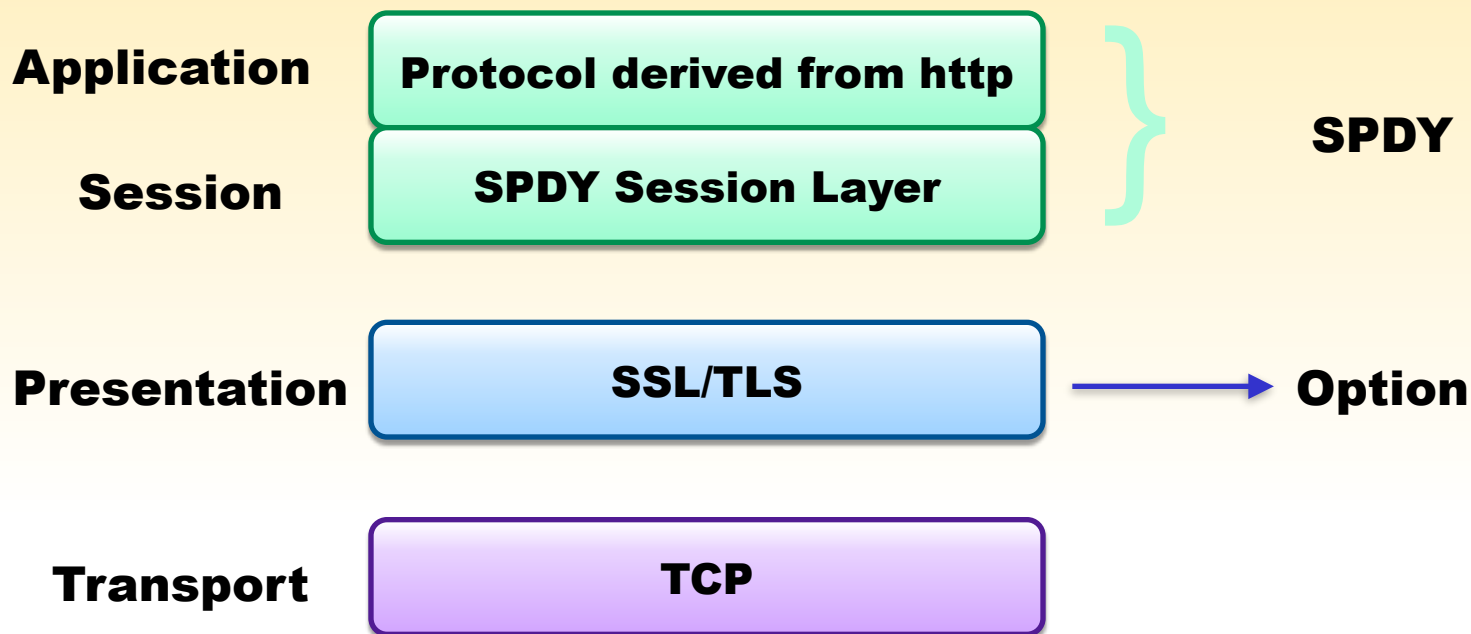 Application
Protocol derived from http
SPDY
Session
SPDY Session Layer
Presentation
SSL/TLS
Option
Transport
TCP